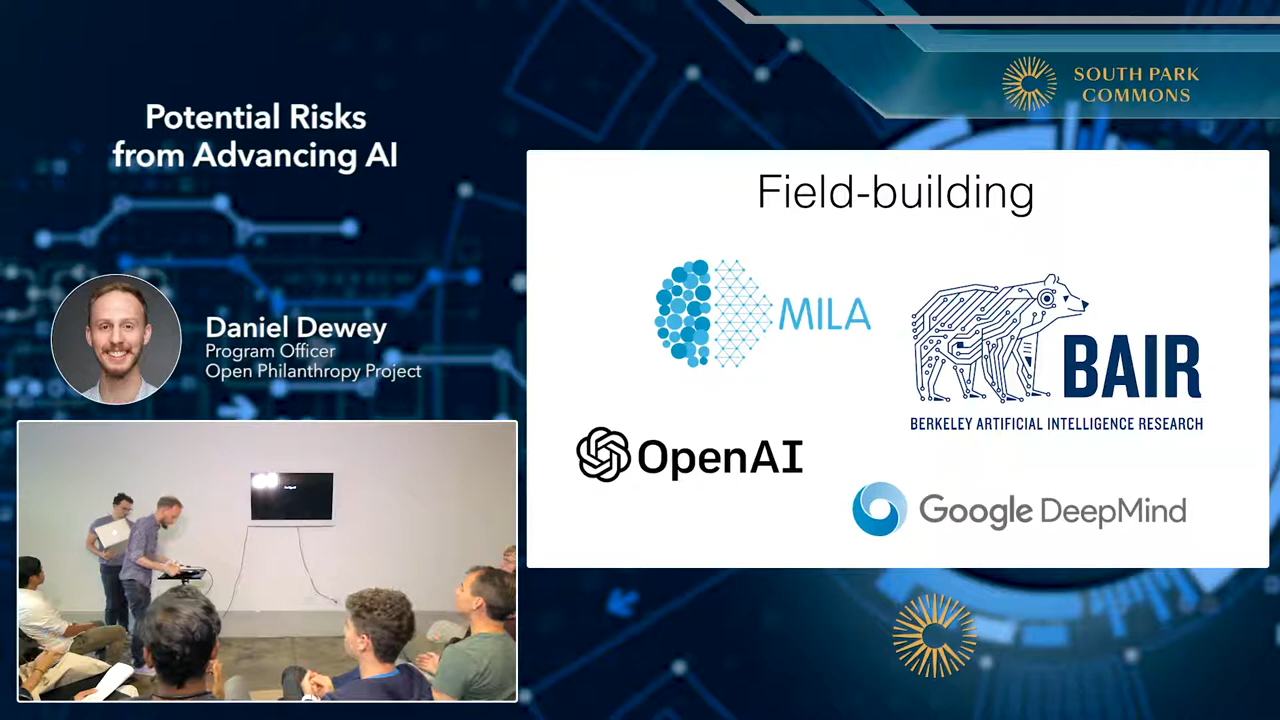 SOUTH PARK
COMMONS
Potential Risks
from Advancing AI
Daniel Dewey
Program Officer
Open Philanthropy Project
Field-building
MILA
BAIR
BERKELEY ARTIFICIAL INTELLIGENCE RESEARCH
OpenAI
Google DeepMind